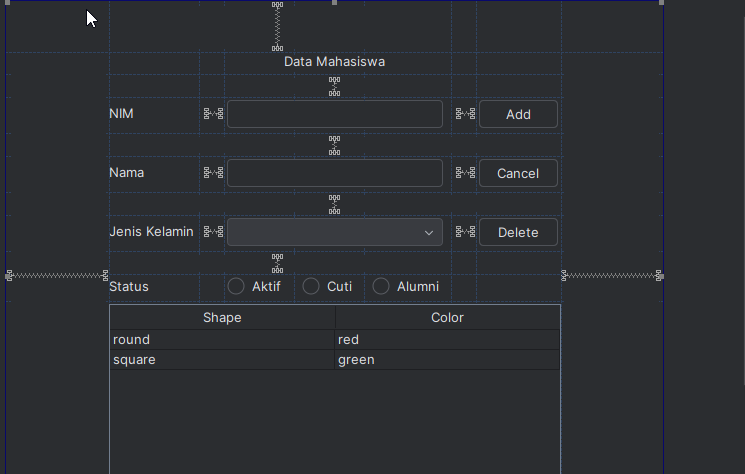 Data Mahasiswa
NIM Add
Nama Cancel
Jenis Kelamin Delete
Status Aktif Cuti Alumni
Shape Color
round red
square green